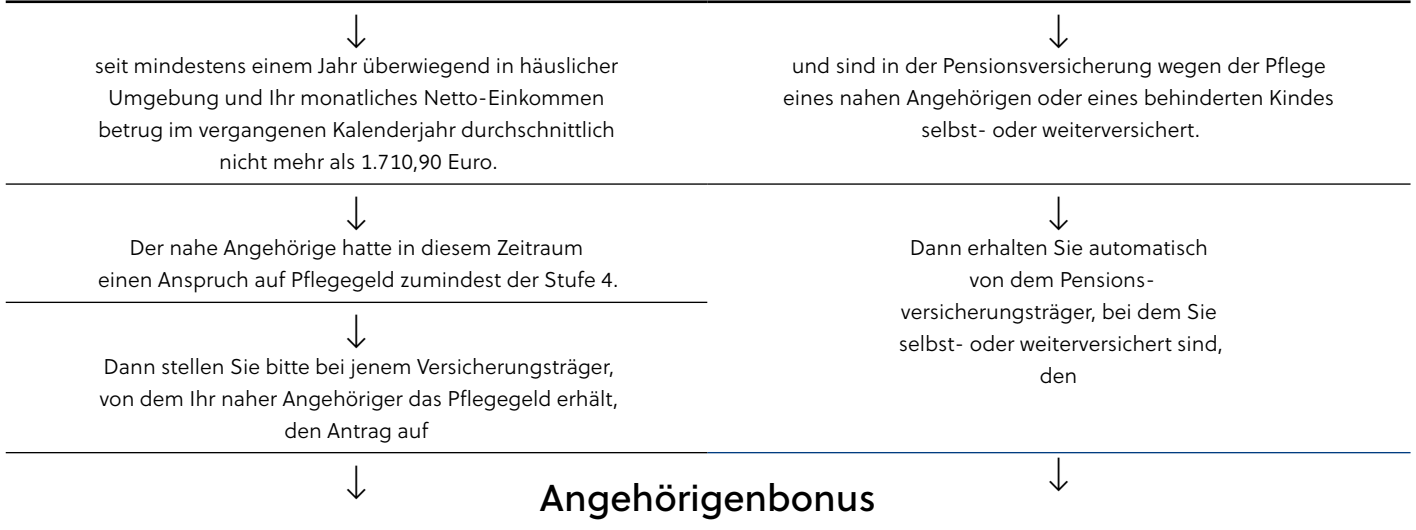 ↓
seit mindestens einem Jahr überwiegend in häuslicher
Umgebung und Ihr monatliches Netto-Einkommen
betrug im vergangenen Kalenderjahr durchschnittlich
nicht mehr als 1.710,90 Euro.
↓
Der nahe Angehörige hatte in diesem Zeitraum
einen Anspruch auf Pflegegeld zumindest der Stufe 4.
↓
Dann stellen Sie bitte bei jenem Versicherungsträger,
von dem Ihr naher Angehöriger das Pflegegeld erhält,
den Antrag auf
↓
↓
und sind in der Pensionsversicherung wegen der Pflege
eines nahen Angehörigen oder eines behinderten Kindes
selbst- oder weiterversichert.
↓
Dann erhalten Sie automatisch
von dem Pensions-
versicherungsträger, bei dem Sie
selbst- oder weiterversichert sind,
den
↓
Angehörigenbonus